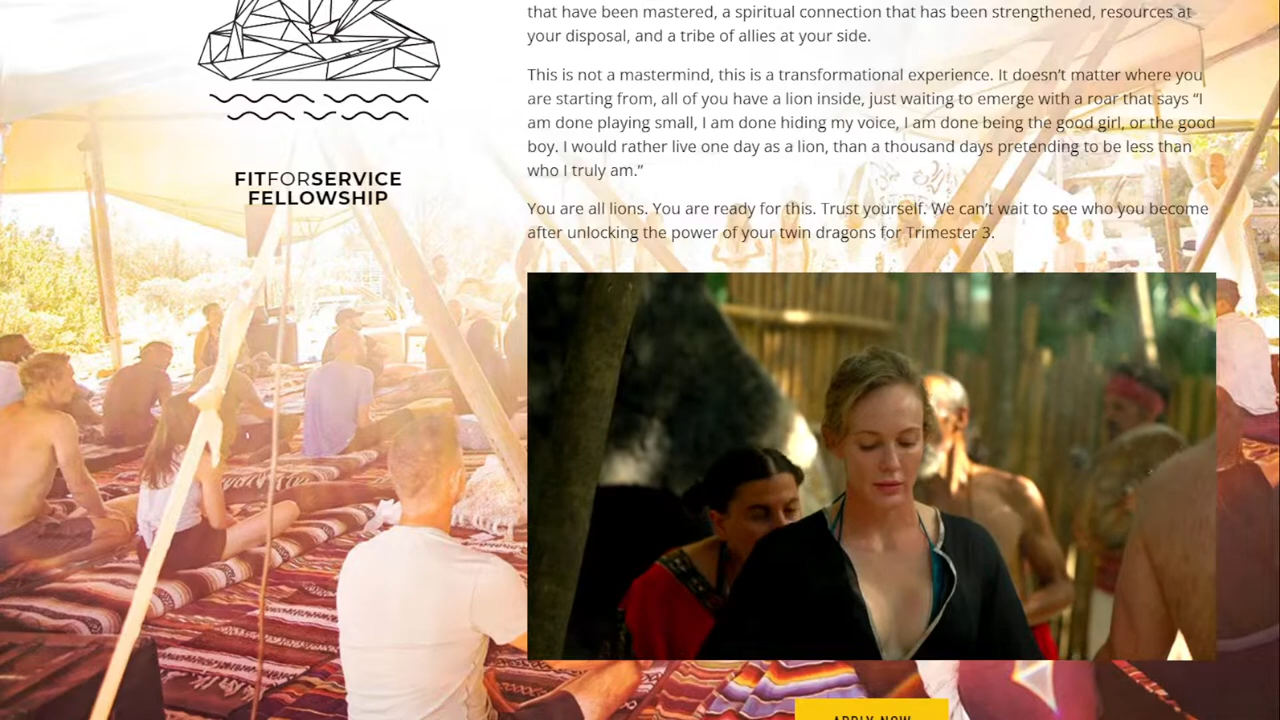 that have been mastered, a spiritual connection that has been strengthened, resources at
your disposal, and a tribe of allies at your side.
This is not a mastermind, this is a transformational experience. It doesn’t matter where you
are starting from, all of you have a lion inside, just waiting to emerge with a roar that says “I
am done playing small, I am done hiding my voice, I am done being the good girl, or the good
boy. I would rather live one day as a lion, than a thousand days pretending to be less than
who I truly am.”
You are all lions. You are ready for this. Trust yourself. We can’t wait to see who you become
after unlocking the power of your twin dragons for Trimester 3.
FITFORSERVICE
FELLOWSHIP
APPLY NOW